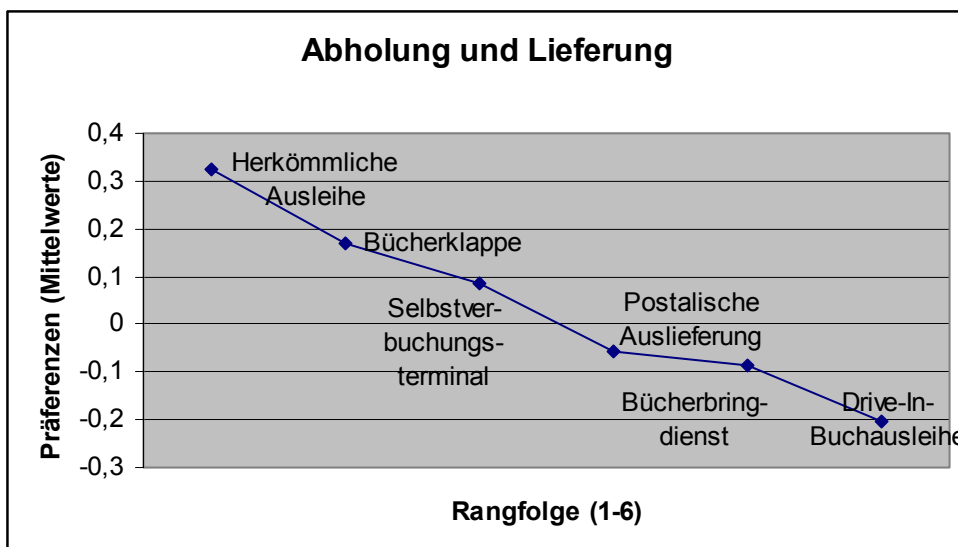 Abholung und Lieferung
Präferenzen (Mittelwerte)
0,4
0,3
0,2
0,1
0
-0,1
-0,2
-0,3
Herkömmliche
Ausleihe
Bücherklappe
Selbstver-
buchungs-
terminal
Postalische
Auslieferung
Bücherbring-
dienst
Drive-In-
Buchausleihe
Rangfolge (1-6)